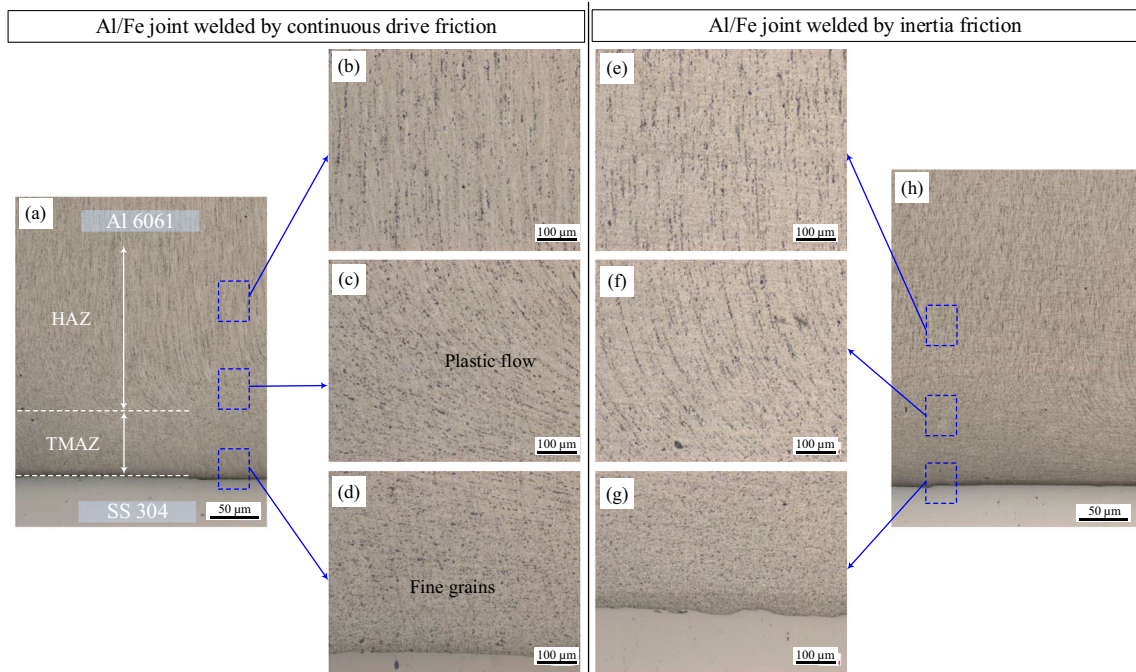 Al/Fe joint welded by continuous drive friction
Al/Fe joint welded by inertia friction
(a)
Al 6061
HAZ
TMAZ
SS 304
50 μm
(b)
100 μm
(c)
Plastic flow
100 μm
(d)
Fine grains
100 μm
(e)
100 μm
(f)
100 μm
(g)
100 μm
(h)
50 μm